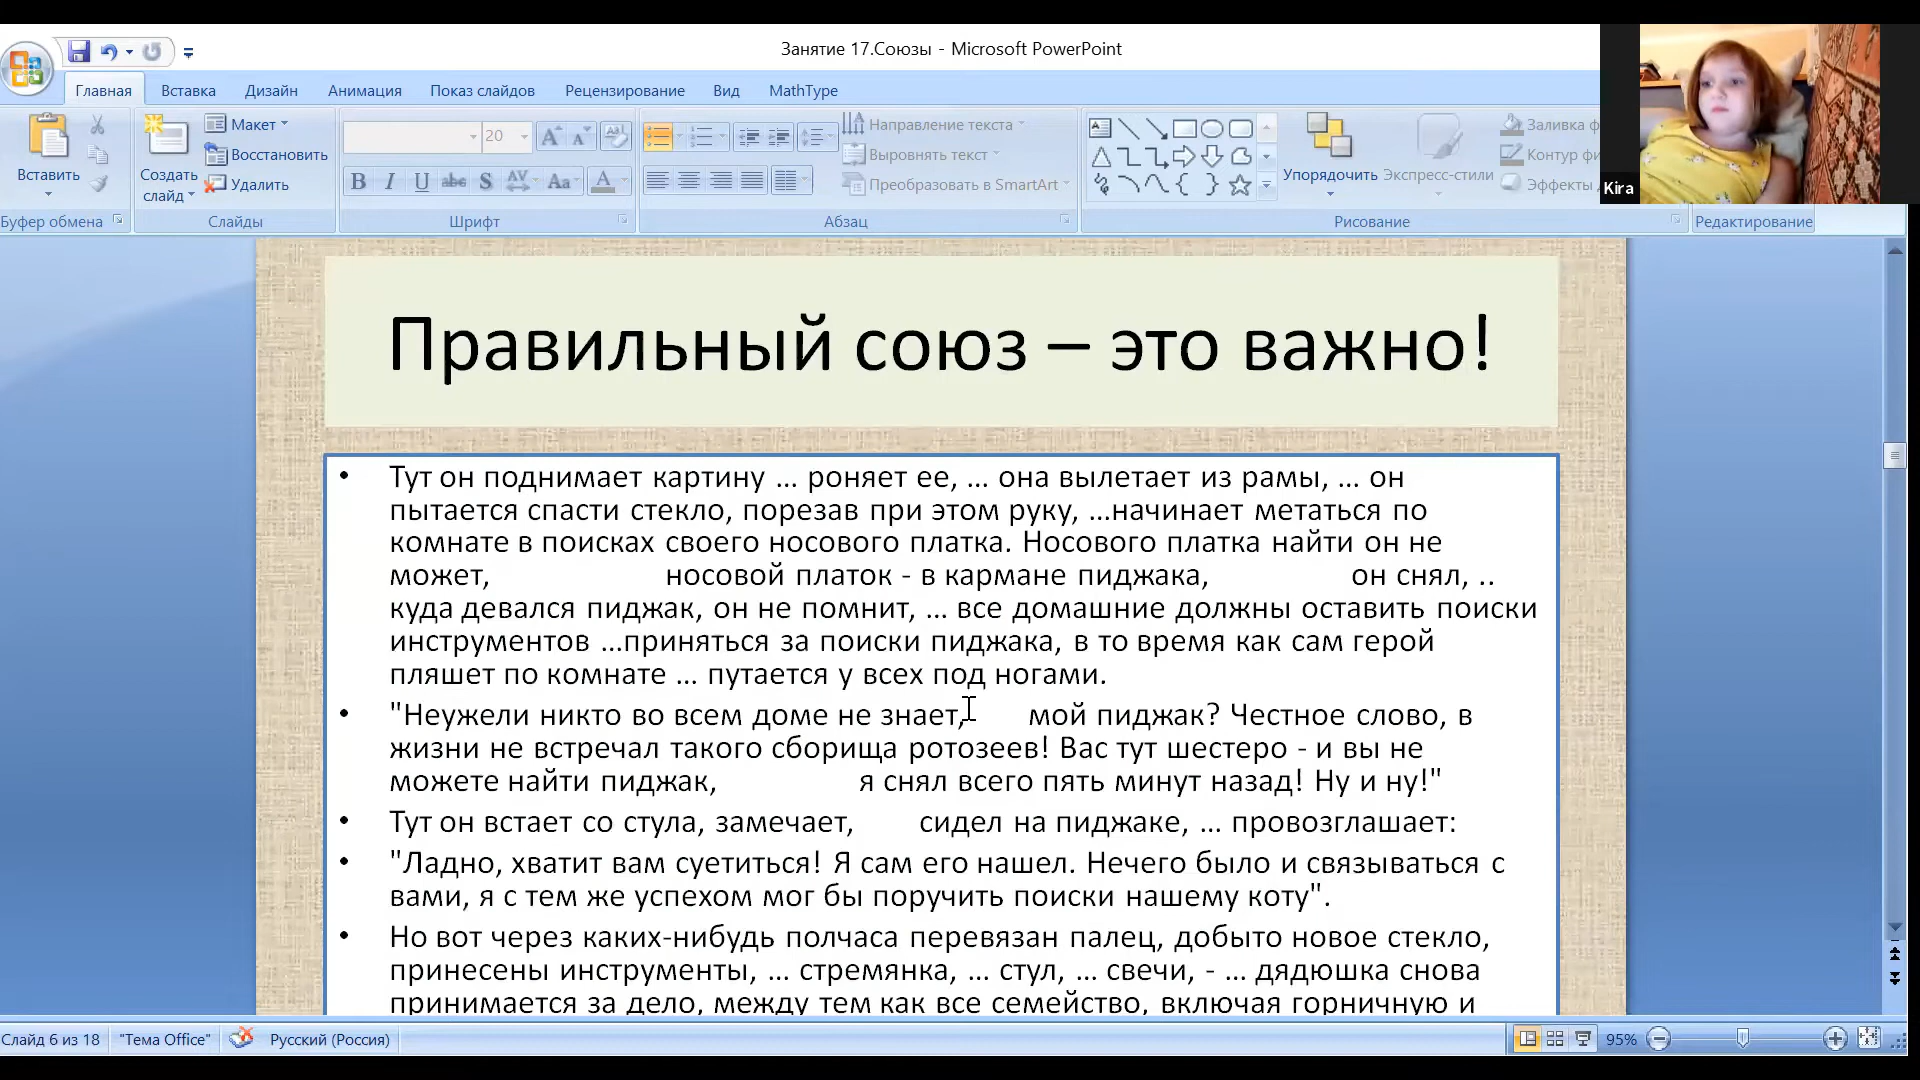 Занятие 17.Союзы - Microsoft PowerPoint
Главная Вставка Дизайн Анимация Показ слайдов Рецензирование Вид MathType
Вставить
Буфер обмена
Создать слайд
Макет
Восстановить
Удалить
Слайды
20
Шрифт
Направление текста
Выровнять текст
Преобразовать в SmartArt
Абзац
Упорядочить
Экспресс-стили
Заливка ф
Контур фи
Эффекты
Рисование
Редактирование
Kira
Правильный союз – это важно!
• Тут он поднимает картину ... роняет ее, ... она вылетает из рамы, ... он
пытается спасти стекло, порезав при этом руку, ...начинает метаться по
комнате в поисках своего носового платка. Носового платка найти он не
может, носовой платок - в кармане пиджака, он снял, ..
куда девался пиджак, он не помнит, ... все домашние должны оставить поиски
инструментов ...приняться за поиски пиджака, в то время как сам герой
пляшет по комнате ... путается у всех под ногами.
• "Неужели никто во всем доме не знает, мой пиджак? Честное слово, в
жизни не встречал такого сборища ротозеев! Вас тут шестеро - и вы не
можете найти пиджак, я снял всего пять минут назад! Ну и ну!"
• Тут он встает со стула, замечает, сидел на пиджаке, ... провозглашает:
• "Ладно, хватит вам суетиться! Я сам его нашел. Нечего было и связываться с
вами, я с тем же успехом мог бы поручить поиски нашему коту".
• Но вот через каких-нибудь полчаса перевязан палец, добыто новое стекло,
принесены инструменты, ... стремянка, ... стул, ... свечи, - ... дядюшка снова
принимается за дело, между тем как все семейство, включая горничную и
Слайд 6 из 18 "Тема Office" Русский (Россия) 95%